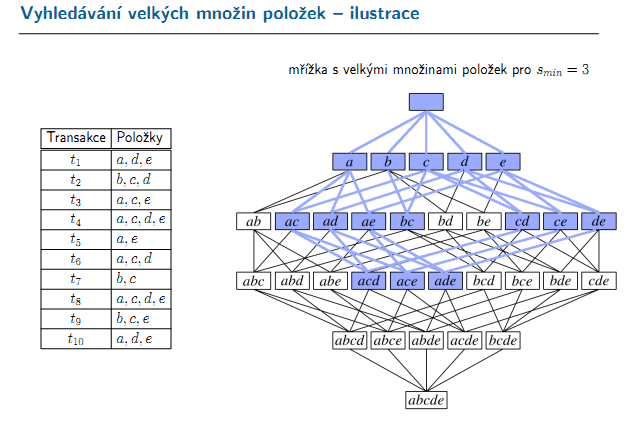 Vyhledávání velkých množin položek – ilustrace
mřížka s velkými množinami položek pro s_min = 3
Transakce Položky
t1 a, d, e
t2 b, c, d
t3 a, c, e
t4 a, c, d, e
t5 a, e
t6 a, c, d
t7 b, c
t8 a, c, d, e
t9 b, c, e
t10 a, d, e
a b c d e
ab ac ad ae bc bd be cd ce de
abc abd abe acd ace ade bcd bce bde cde
abcd abce abde acde bcde
abcde